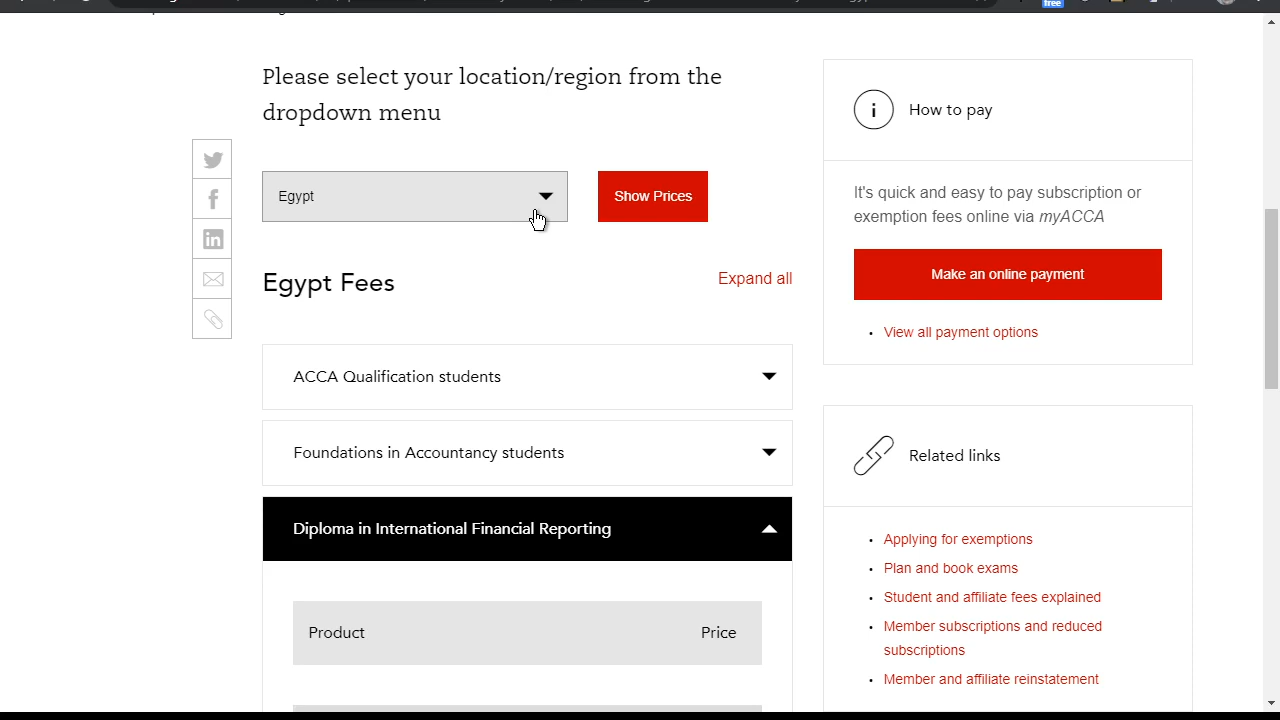 free
Please select your location/region from the
dropdown menu
Egypt
Show Prices
Egypt Fees
Expand all
ACCA Qualification students
Foundations in Accountancy students
Diploma in International Financial Reporting
Product
Price
How to pay
It's quick and easy to pay subscription or
exemption fees online via myACCA
Make an online payment
• View all payment options
Related links
• Applying for exemptions
• Plan and book exams
• Student and affiliate fees explained
• Member subscriptions and reduced
subscriptions
• Member and affiliate reinstatement